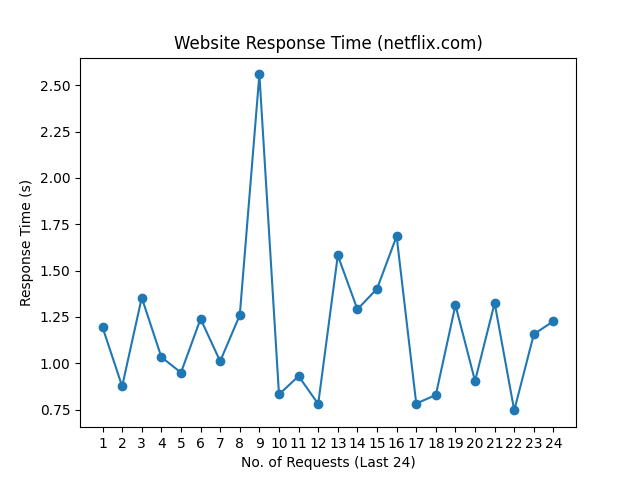 Website Response Time (netflix.com)
2.50
2.25
2.00
1.75
1.50
1.25
1.00
0.75
Response Time (s)
1 2 3 4 5 6 7 8 9 10 11 12 13 14 15 16 17 18 19 20 21 22 23 24
No. of Requests (Last 24)